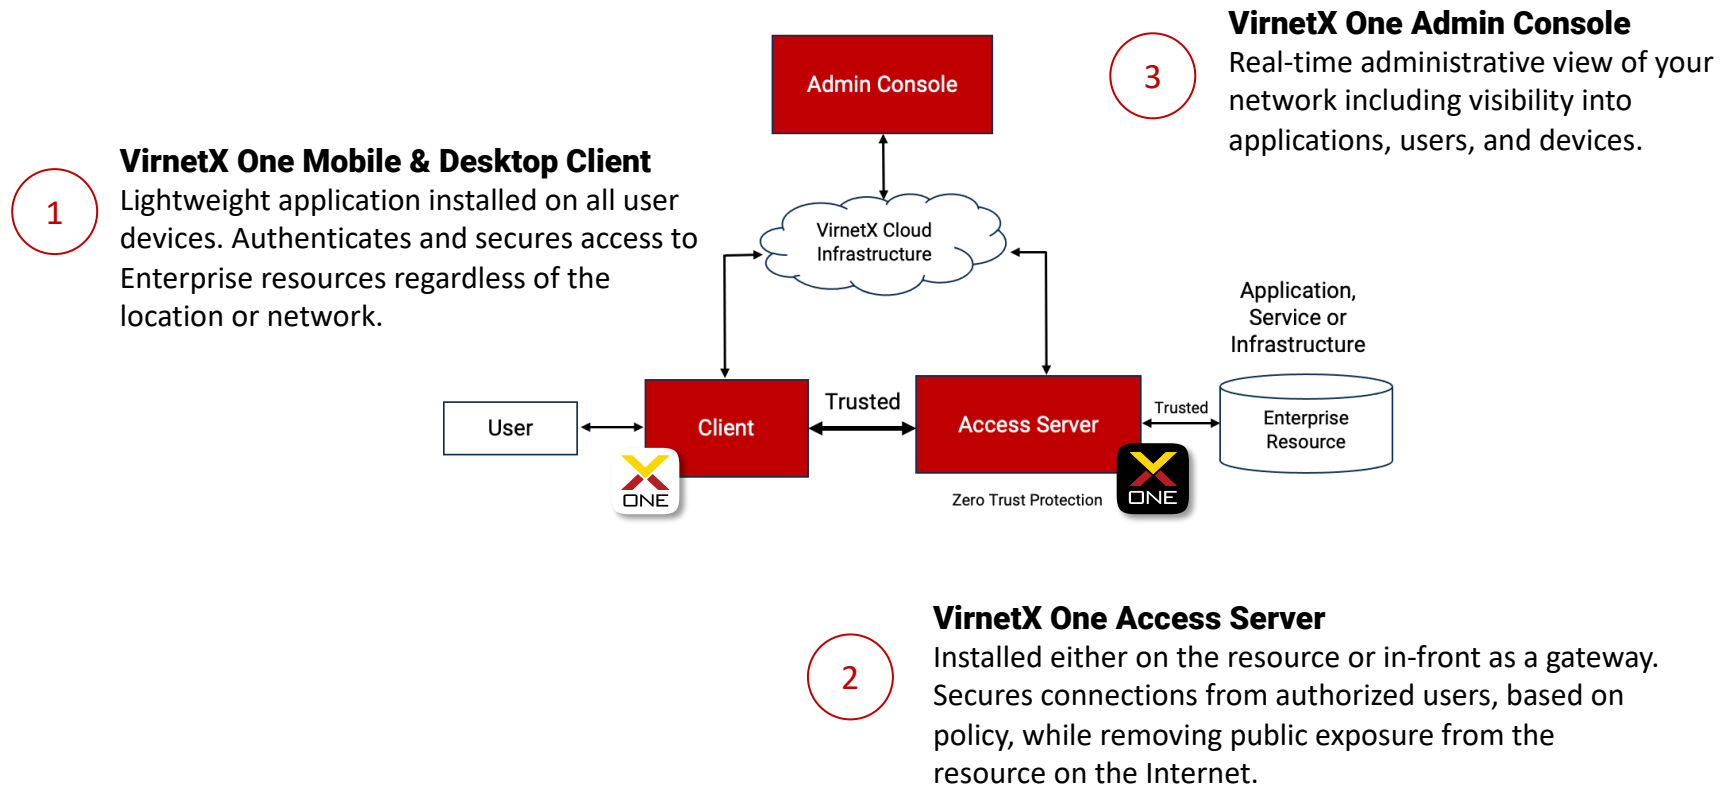 VirnetX One Admin Console
Real-time administrative view of your
network including visibility into
applications, users, and devices.
3
Admin Console
VirnetX One Mobile & Desktop Client
Lightweight application installed on all user
devices. Authenticates and secures access to
Enterprise resources regardless of the
location or network.
1
VirnetX Cloud
Infrastructure
Application,
Service or
Infrastructure
User
Client
Trusted
Access Server
Trusted
Enterprise
Resource
ONE
Zero Trust Protection
ONE
VirnetX One Access Server
Installed either on the resource or in-front as a gateway.
Secures connections from authorized users, based on
policy, while removing public exposure from the
resource on the Internet.
2